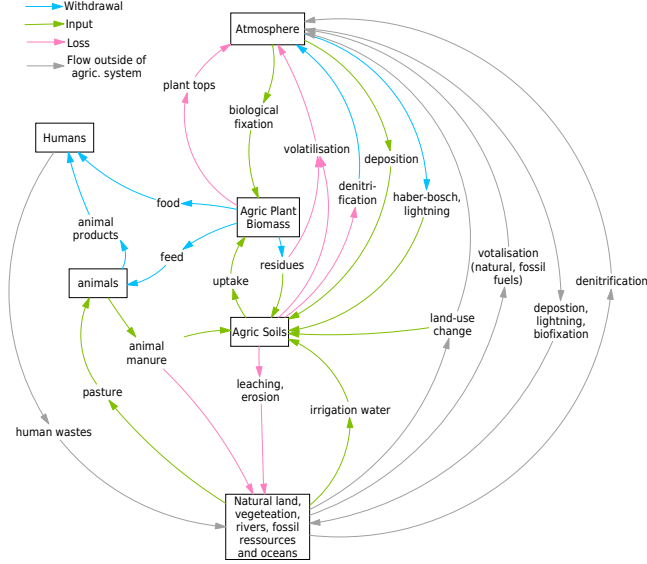 Withdrawal
Input
Loss
Flow outside of
agric. system
Atmosphere
plant tops
biological
fixation
Humans
volatilisation
deposition
denitri-
fication
haber-bosch,
lightning
food
Agric Plant
Biomass
animal
products
feed
residues
votalisation
(natural, fossil
fuels)
denitrification
animals
uptake
depostion,
lightning,
biofixation
land-use
change
Agric Soils
animal
manure
leaching,
erosion
pasture
irrigation water
human wastes
Natural land,
vegeteation,
rivers, fossil
ressources
and oceans